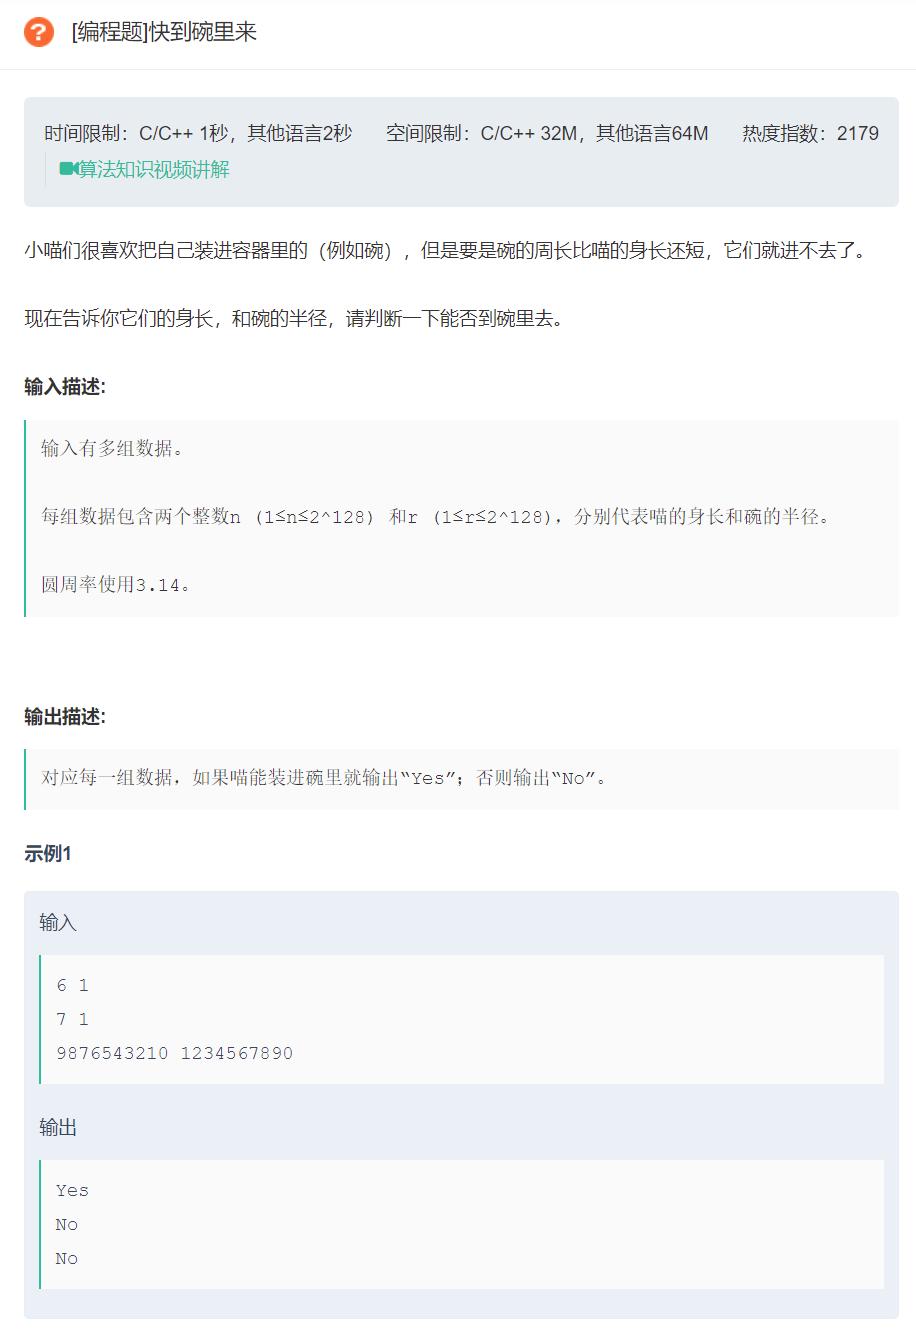 [编程题]快到碗里来
时间限制：C/C++ 1秒，其他语言2秒 空间限制：C/C++ 32M，其他语言64M 热度指数：2179
算法知识视频讲解
小喵们很喜欢把自己装进容器里的（例如碗），但是要是碗的周长比喵的身长还短，它们就进不去了。
现在告诉你它们的身长，和碗的半径，请判断一下能否到碗里去。
输入描述:
输入有多组数据。
每组数据包含两个整数n (1≤n≤2^128) 和r (1≤r≤2^128)，分别代表喵的身长和碗的半径。
圆周率使用3.14。
输出描述:
对应每一组数据，如果喵能装进碗里就输出“Yes”；否则输出“No”。
示例1
输入
6 1
7 1
9876543210 1234567890
输出
Yes
No
No